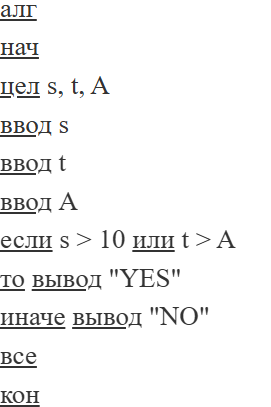 алг
нач
цел s, t, A
ввод s
ввод t
ввод A
если s > 10 или t > A
то вывод "YES"
иначе вывод "NO"
все
кон